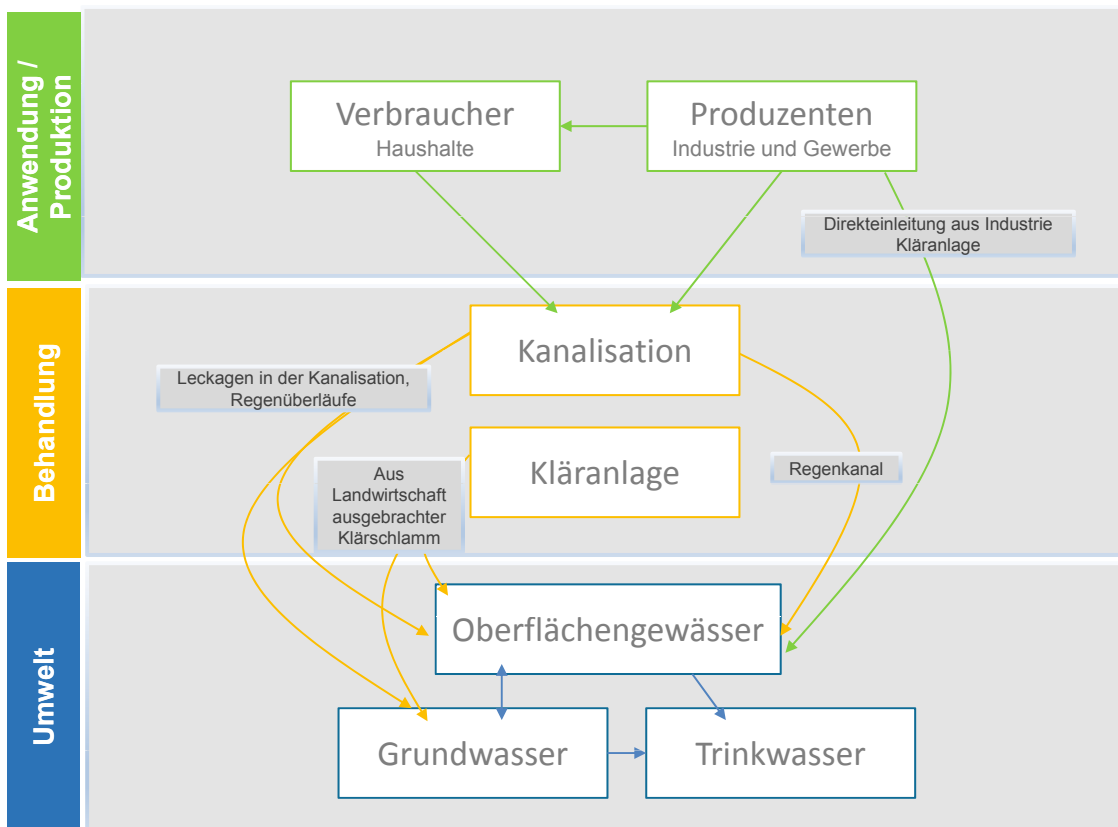 Anwendung /
Produktion
Verbraucher
Haushalte
Produzenten
Industrie und Gewerbe
Direkteinleitung aus Industrie
Kläranlage
Behandlung
Kanalisation
Leckagen in der Kanalisation,
Regenüberläufe
Kläranlage
Aus
Landwirtschaft
ausgebrachter
Klärschlamm
Regenkanal
Umwelt
Oberflächengewässer
Grundwasser
Trinkwasser